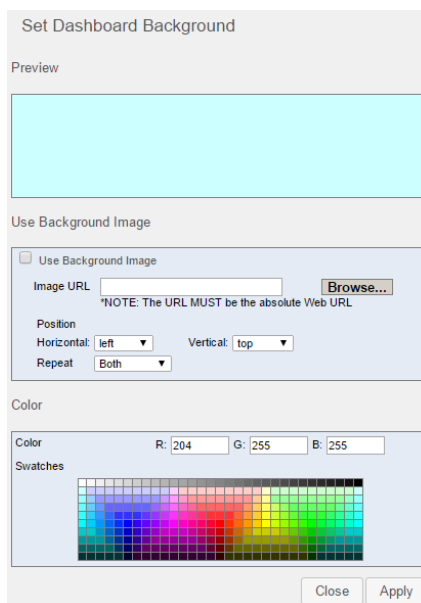 Set Dashboard Background
Preview
Use Background Image
Use Background Image
Image URL Browse...
*NOTE: The URL MUST be the absolute Web URL
Position
Horizontal: left Vertical: top
Repeat Both
Color
Color R: 204 G: 255 B: 255
Swatches
Close Apply